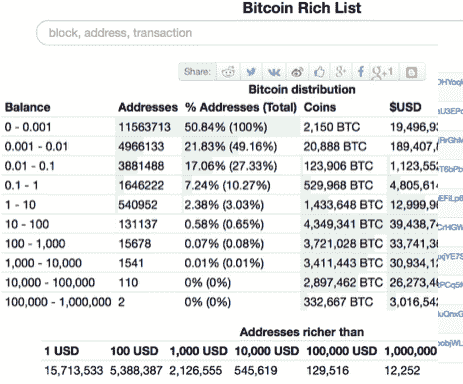 Bitcoin Rich List
block, address, transaction
Share:
Bitcoin distribution
Balance Addresses % Addresses (Total) Coins $USD
0 - 0.001 11563713 50.84% (100%) 2,150 BTC 19,496,9
0.001 - 0.01 4966133 21.83% (49.16%) 20,888 BTC 189,407,
0.01 - 0.1 3881488 17.06% (27.33%) 123,906 BTC 1,123,55
0.1 - 1 1646222 7.24% (10.27%) 529,968 BTC 4,805,61
1 - 10 540952 2.38% (3.03%) 1,433,648 BTC 12,999,9
10 - 100 131137 0.58% (0.65%) 4,349,341 BTC 39,438,7
100 - 1,000 15678 0.07% (0.08%) 3,721,028 BTC 33,741,3
1,000 - 10,000 1541 0.01% (0.01%) 3,411,443 BTC 30,934,1
10,000 - 100,000 110 0% (0%) 2,897,462 BTC 26,273,4
100,000 - 1,000,000 2 0% (0%) 332,667 BTC 3,016,54
Addresses richer than
1 USD 100 USD 1,000 USD 10,000 USD 100,000 USD 1,000,000
15,713,533 5,388,387 2,126,555 545,619 129,516 12,252